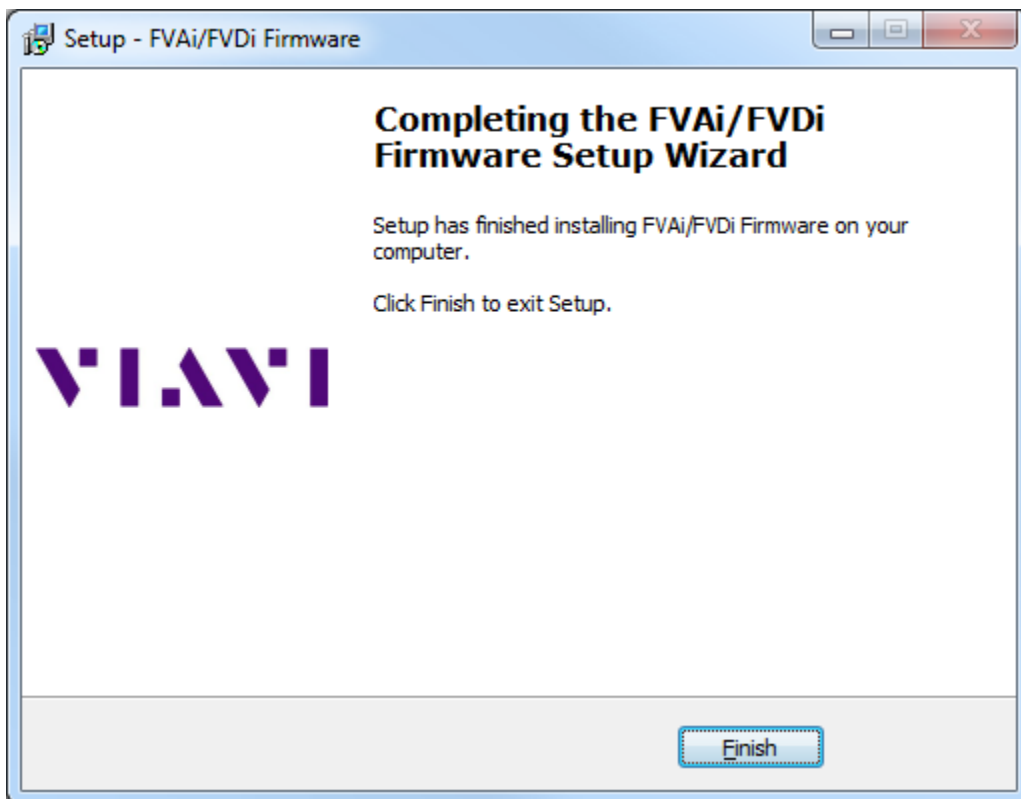 Setup - FVAi/FVDi Firmware
Completing the FVAi/FVDi
Firmware Setup Wizard
Setup has finished installing FVAi/FVDi Firmware on your
computer.
Click Finish to exit Setup.
VIAVI
Finish